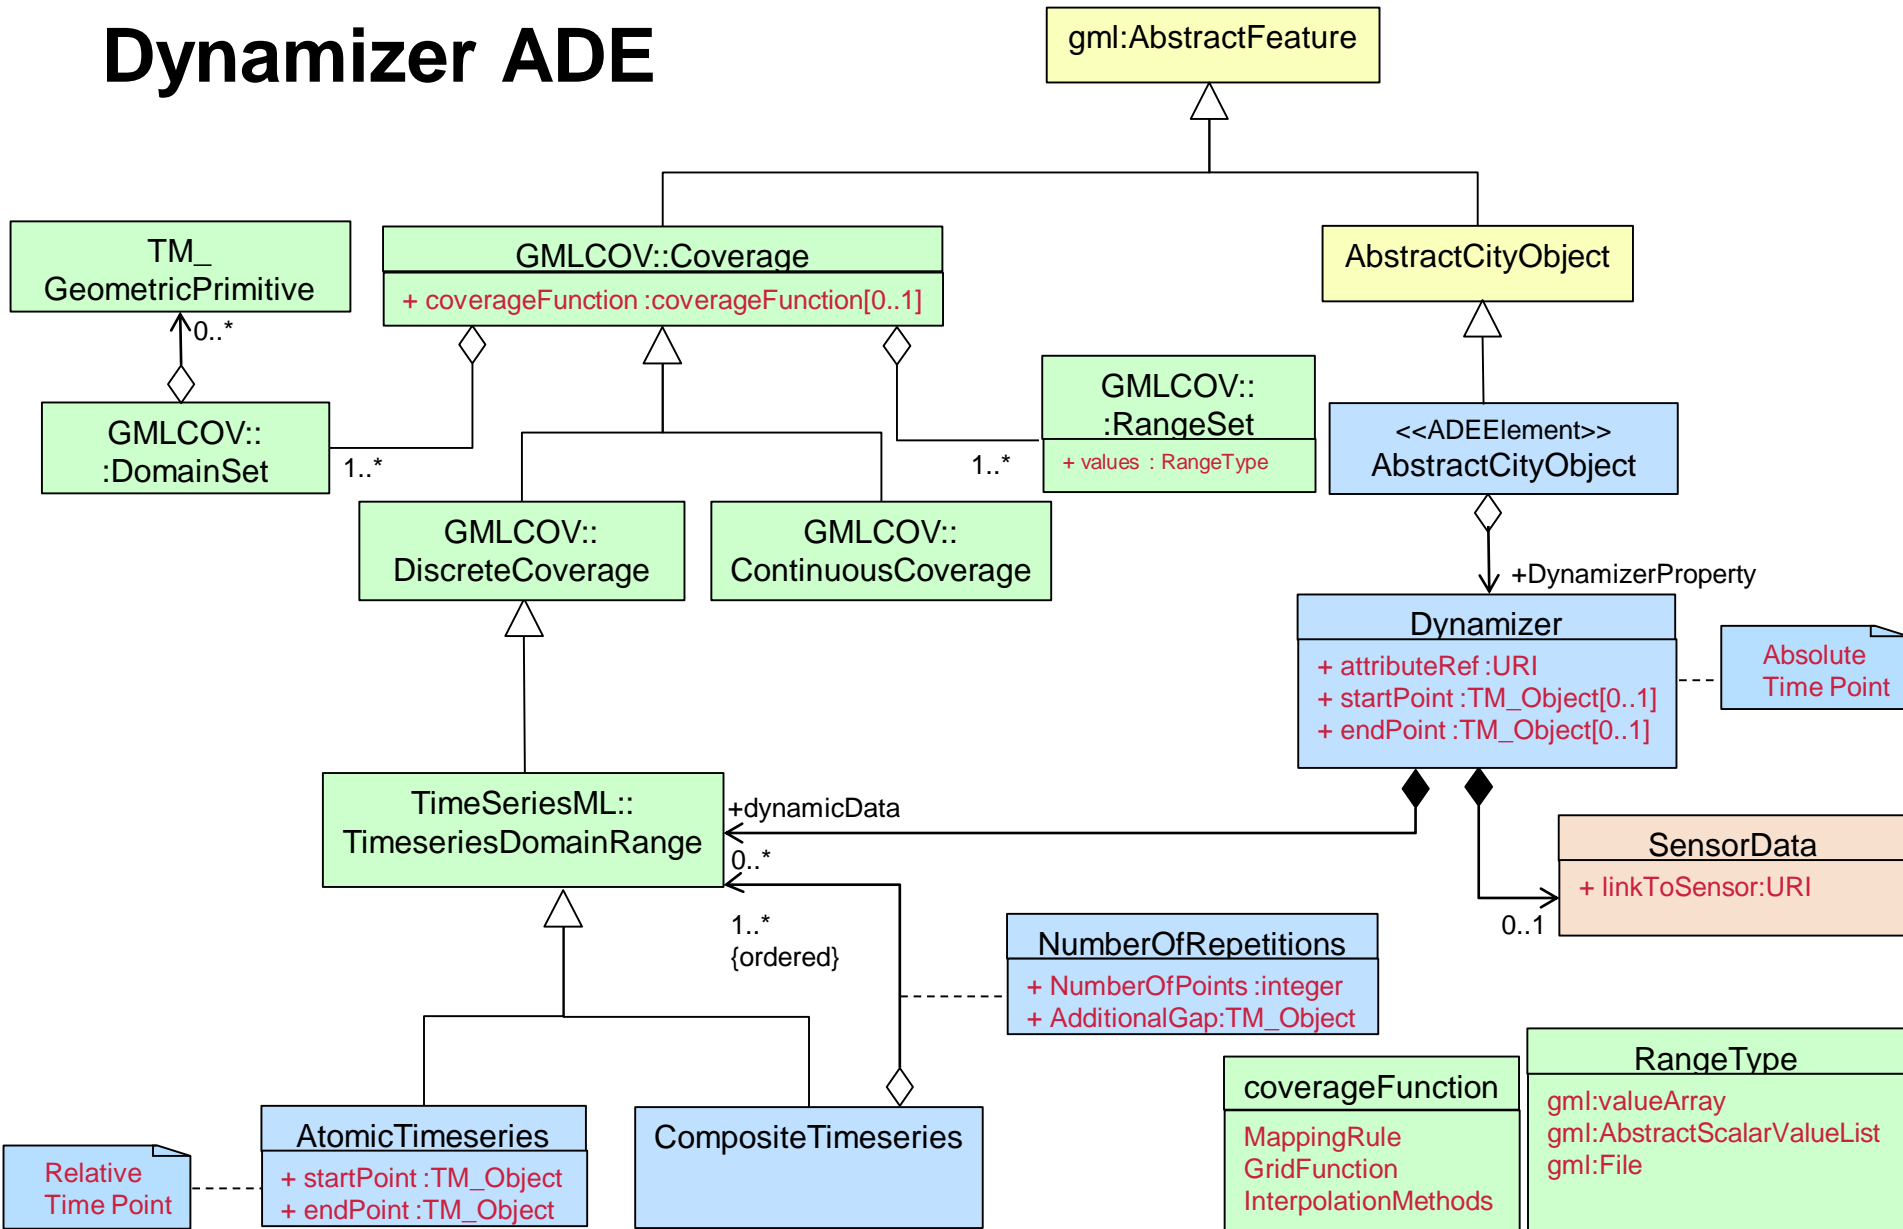 Dynamizer ADE
gml:AbstractFeature
TM_
GeometricPrimitive
0..*
GMLCOV::Coverage
+ coverageFunction :coverageFunction[0..1]
AbstractCityObject
GMLCOV::
:DomainSet
1..*
GMLCOV::
:RangeSet
+ values : RangeType
1..*
<<ADEElement>>
AbstractCityObject
GMLCOV::
DiscreteCoverage
GMLCOV::
ContinuousCoverage
+DynamizerProperty
Dynamizer
+ attributeRef :URI
+ startPoint :TM_Object[0..1]
+ endPoint :TM_Object[0..1]
Absolute
Time Point
TimeSeriesML::
TimeseriesDomainRange
+dynamicData
0..*
1..*
{ordered}
SensorData
+ linkToSensor:URI
0..1
NumberOfRepetitions
+ NumberOfPoints :integer
+ AdditionalGap:TM_Object
Relative
Time Point
AtomicTimeseries
+ startPoint :TM_Object
+ endPoint :TM_Object
CompositeTimeseries
coverageFunction
MappingRule
GridFunction
InterpolationMethods
RangeType
gml:valueArray
gml:AbstractScalarValueList
gml:File